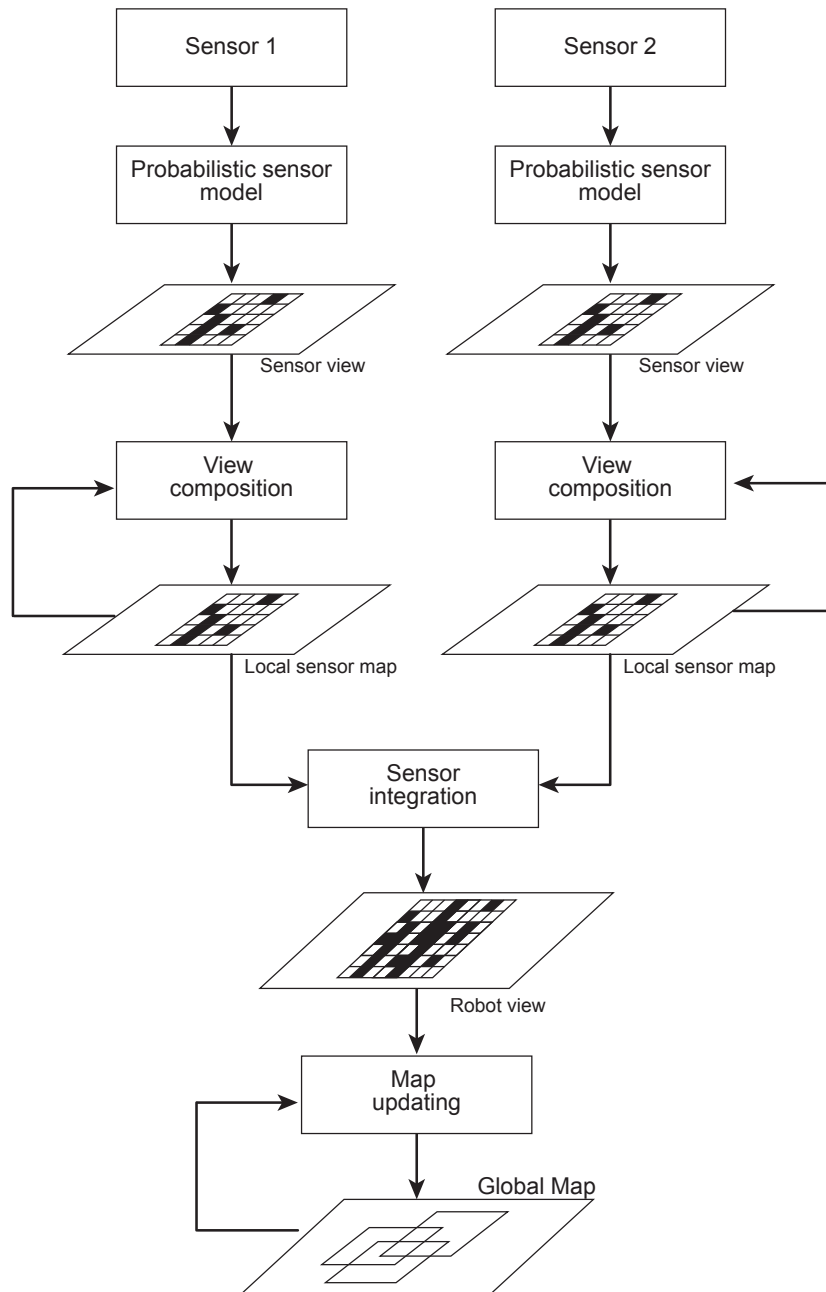 Sensor 1
Sensor 2
Probabilistic sensor
model
Probabilistic sensor
model
Sensor view
Sensor view
View
composition
View
composition
Local sensor map
Local sensor map
Sensor
integration
Robot view
Map
updating
Global Map